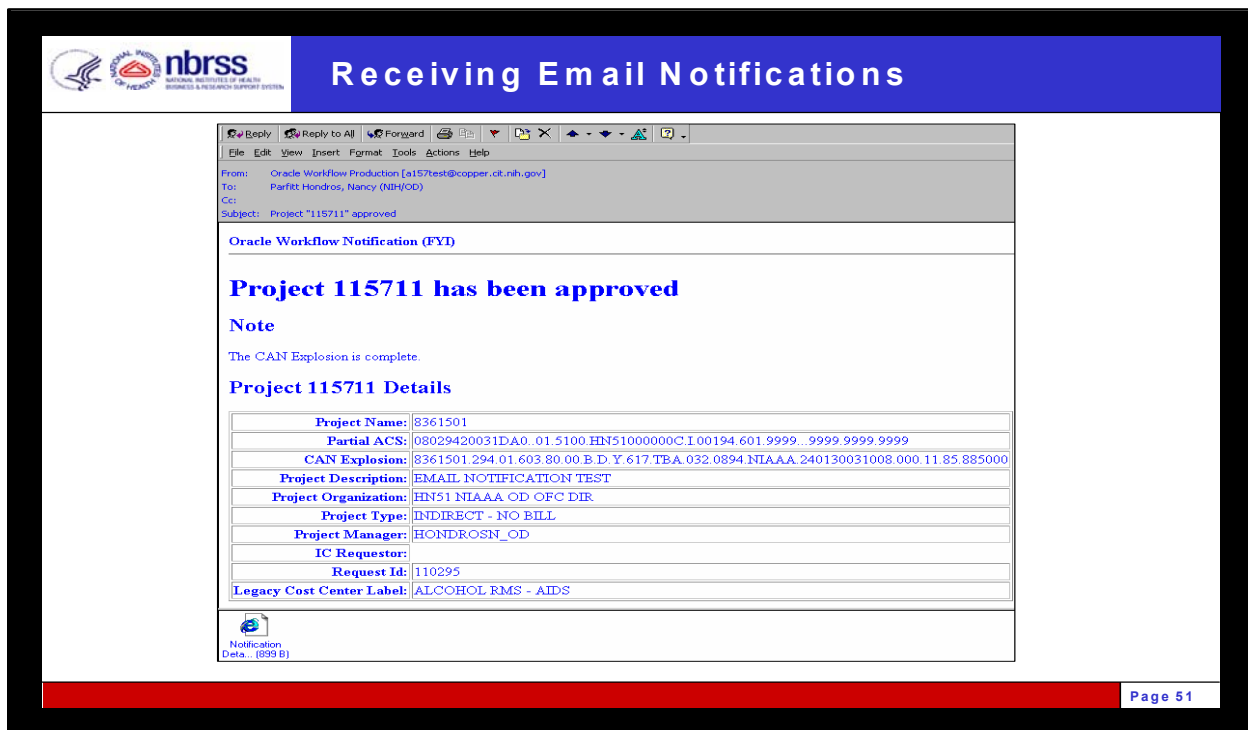 nbrss
NATIONAL INSTITUTES OF HEALTH
BUSINESS & RESEARCH SUPPORT SYSTEM
Receiving Email Notifications
Reply Reply to All Forward
File Edit View Insert Format Tools Actions Help
From: Oracle Workflow Production [a157test@copper.cit.nih.gov]
To: Parfitt Hondros, Nancy (NIH/OD)
Cc:
Subject: Project "115711" approved
Oracle Workflow Notification (FYI)
Project 115711 has been approved
Note
The CAN Explosion is complete.
Project 115711 Details
Project Name: 8361501
Partial ACS: 08029420031DA0..01.5100.HN51000000C.I.00194.601.9999...9999.9999.9999
CAN Explosion: 8361501.294.01.603.80.00.B.D.Y.617.TBA.032.0894.NIAAA.240130031008.000.11.85.885000
Project Description: EMAIL NOTIFICATION TEST
Project Organization: HN51 NIAAA OD OFC DIR
Project Type: INDIRECT - NO BILL
Project Manager: HONDROSN_OD
IC Requestor:
Request Id: 110295
Legacy Cost Center Label: ALCOHOL RMS - AIDS
Notification
Deta... (899 B)
Page 51